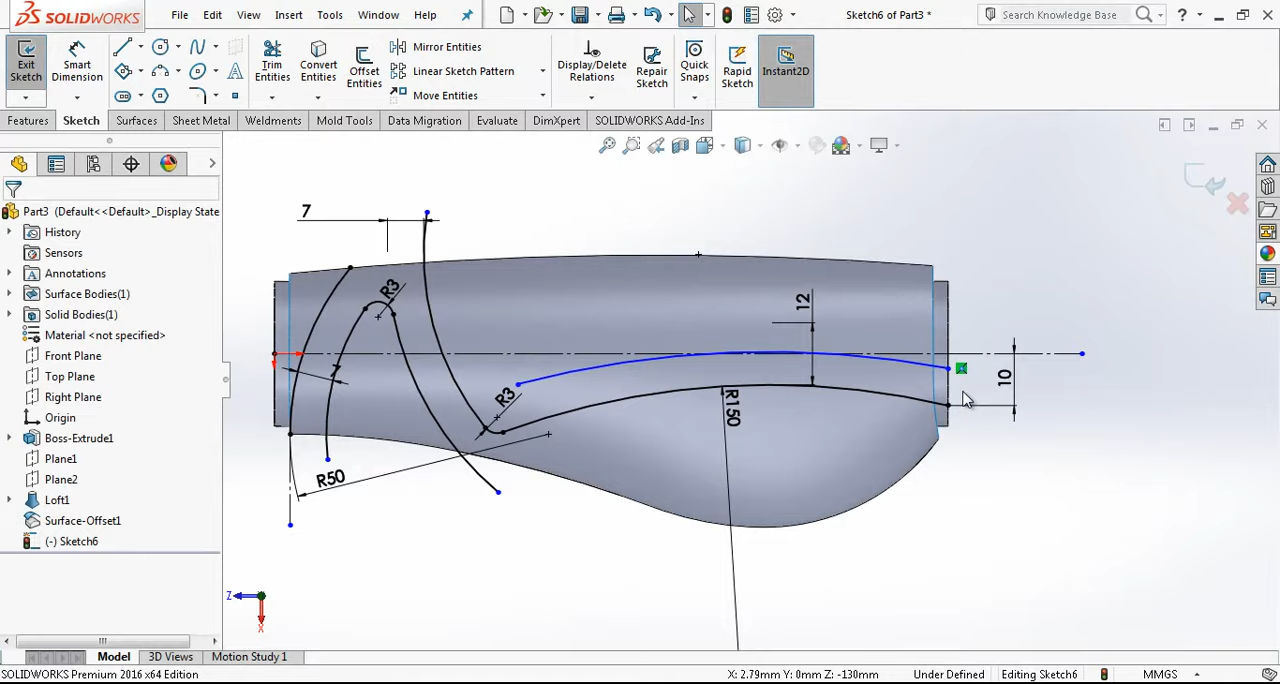 SOLIDWORKS
File Edit View Insert Tools Window Help
Sketch6 of Part3 *
Search Knowledge Base
?
Exit Sketch
Smart Dimension
Trim Entities
Convert Entities
Offset Entities
Mirror Entities
Linear Sketch Pattern
Move Entities
Display/Delete Relations
Repair Sketch
Quick Snaps
Rapid Sketch
Instant2D
Features Sketch Surfaces Sheet Metal Weldments Mold Tools Data Migration Evaluate DimXpert SOLIDWORKS Add-Ins
Part3 (Default<<Default>_Display State
History
Sensors
Annotations
Surface Bodies(1)
Solid Bodies(1)
Material <not specified>
Front Plane
Top Plane
Right Plane
Origin
Boss-Extrude1
Plane1
Plane2
Loft1
Surface-Offset1
(-) Sketch6
7
R3
12
7
10
R3
R150
R50
Z
X
Model 3D Views Motion Study 1
SOLIDWORKS Premium 2016 x64 Edition
X: 2.79mm Y: 0mm Z: -130mm Under Defined Editing Sketch6 MMGS